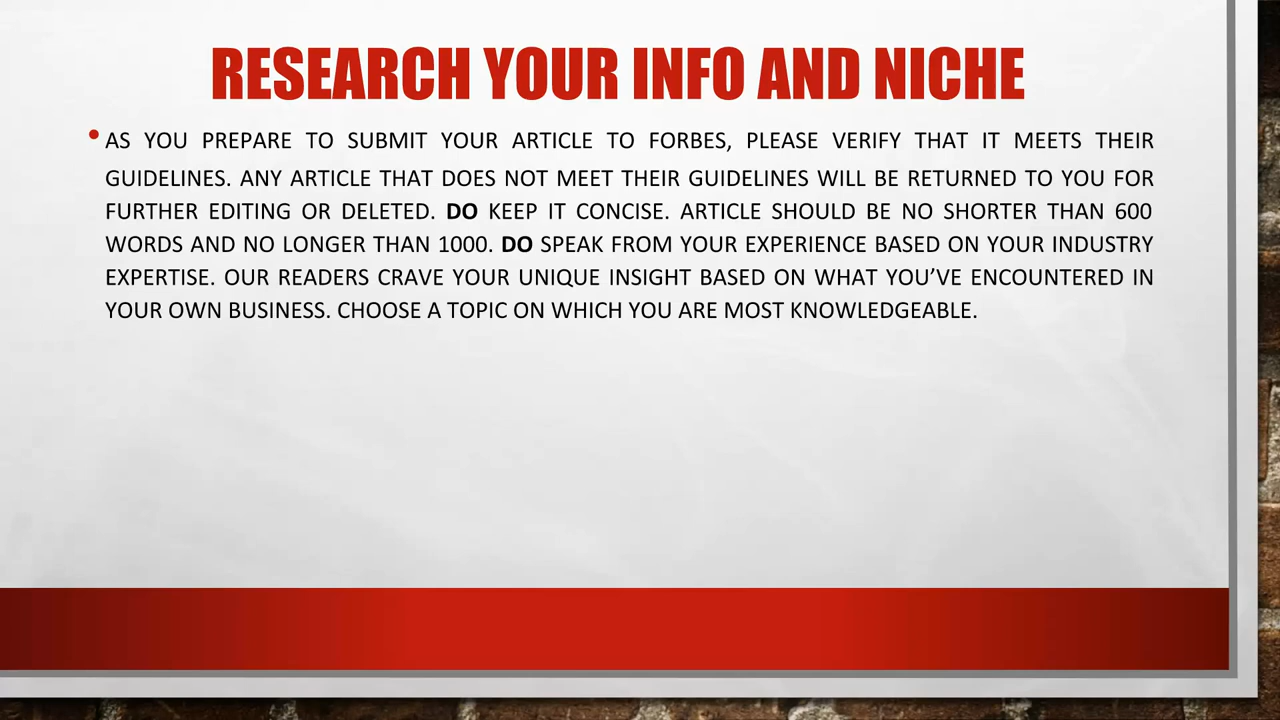 RESEARCH YOUR INFO AND NICHE
• AS YOU PREPARE TO SUBMIT YOUR ARTICLE TO FORBES, PLEASE VERIFY THAT IT MEETS THEIR
GUIDELINES. ANY ARTICLE THAT DOES NOT MEET THEIR GUIDELINES WILL BE RETURNED TO YOU FOR
FURTHER EDITING OR DELETED. DO KEEP IT CONCISE. ARTICLE SHOULD BE NO SHORTER THAN 600
WORDS AND NO LONGER THAN 1000. DO SPEAK FROM YOUR EXPERIENCE BASED ON YOUR INDUSTRY
EXPERTISE. OUR READERS CRAVE YOUR UNIQUE INSIGHT BASED ON WHAT YOU’VE ENCOUNTERED IN
YOUR OWN BUSINESS. CHOOSE A TOPIC ON WHICH YOU ARE MOST KNOWLEDGEABLE.